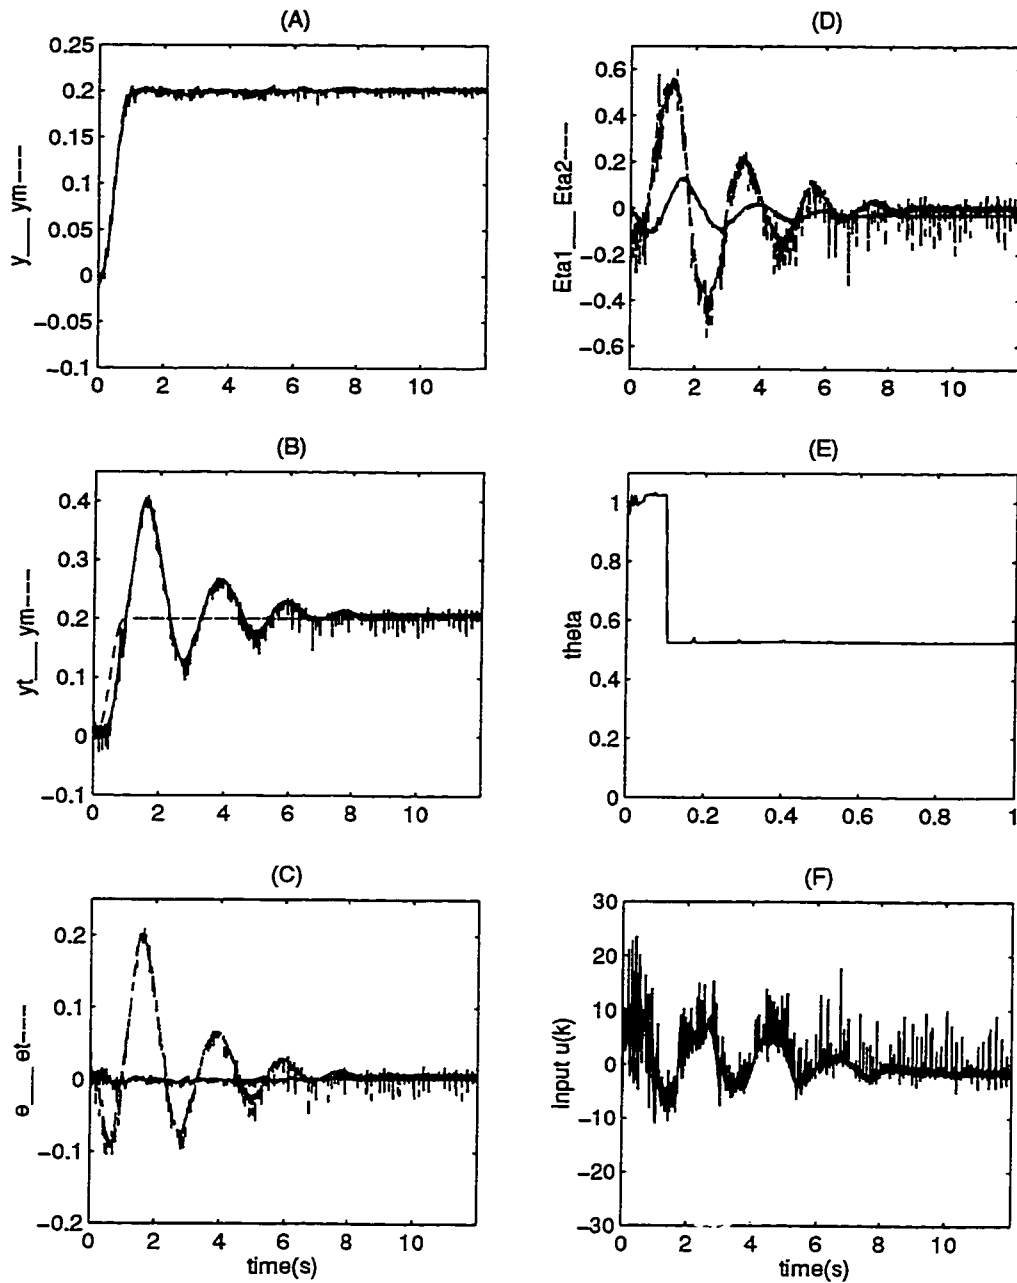 (A)
0.25
0.2
0.15
0.1
0.05
0
−0.05
−0.1
y___ ym---
0 2 4 6 8 10
(B)
0.4
0.3
0.2
0.1
0
−0.1
yt___ ym----
0 2 4 6 8 10
(C)
0.2
0.1
0
−0.1
−0.2
e___ et----
0 2 4 6 8 10
time(s)
(D)
0.6
0.4
0.2
0
−0.2
−0.4
−0.6
Eta1___ Eta2----
0 2 4 6 8 10
(E)
1
0.8
0.6
0.4
0.2
0
theta
0 0.2 0.4 0.6 0.8 1
(F)
30
20
10
0
−10
−20
−30
Input u(k)
0 2 4 6 8 10
time(s)